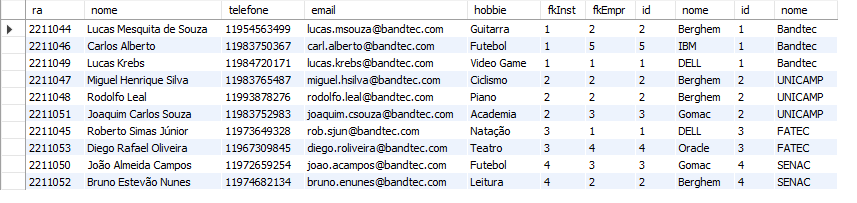 ra nome telefone email hobbie fkInst fkEmpr id nome id nome
2211044 Lucas Mesquita de Souza 11954563499 lucas.msouza@bandtec.com Guitarra 1 2 2 Berghem 1 Bandtec
2211046 Carlos Alberto 11983750367 carl.alberto@bandtec.com Futebol 1 5 5 IBM 1 Bandtec
2211049 Lucas Krebs 11984720171 lucas.krebs@bandtec.com Video Game 1 1 1 DELL 1 Bandtec
2211047 Miguel Henrique Silva 11983765487 miguel.hsilva@bandtec.com Ciclismo 2 2 2 Berghem 2 UNICAMP
2211048 Rodolfo Leal 11993878276 rodolfo.leal@bandtec.com Piano 2 2 2 Berghem 2 UNICAMP
2211051 Joaquim Carlos Souza 11983752983 joaquim.csouza@bandtec.com Academia 2 3 3 Gomac 2 UNICAMP
2211045 Roberto Simas Júnior 11973649328 rob.sjun@bandtec.com Natação 3 1 1 DELL 3 FATEC
2211053 Diego Rafael Oliveira 11967309845 diego.roliveira@bandtec.com Teatro 3 4 4 Oracle 3 FATEC
2211050 João Almeida Campos 11972659254 joao.acampos@bandtec.com Futebol 4 3 3 Gomac 4 SENAC
2211052 Bruno Estevão Nunes 11974682134 bruno.enunes@bandtec.com Leitura 4 2 2 Berghem 4 SENAC